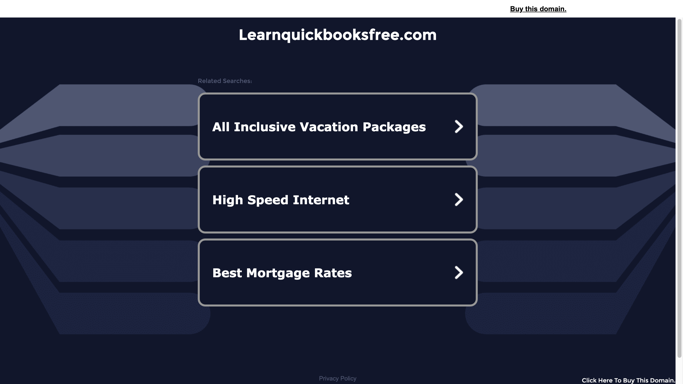 Buy this domain.
Learnquickbooksfree.com
Related Searches:
All Inclusive Vacation Packages
High Speed Internet
Best Mortgage Rates
Privacy Policy
Click Here To Buy This Domain.